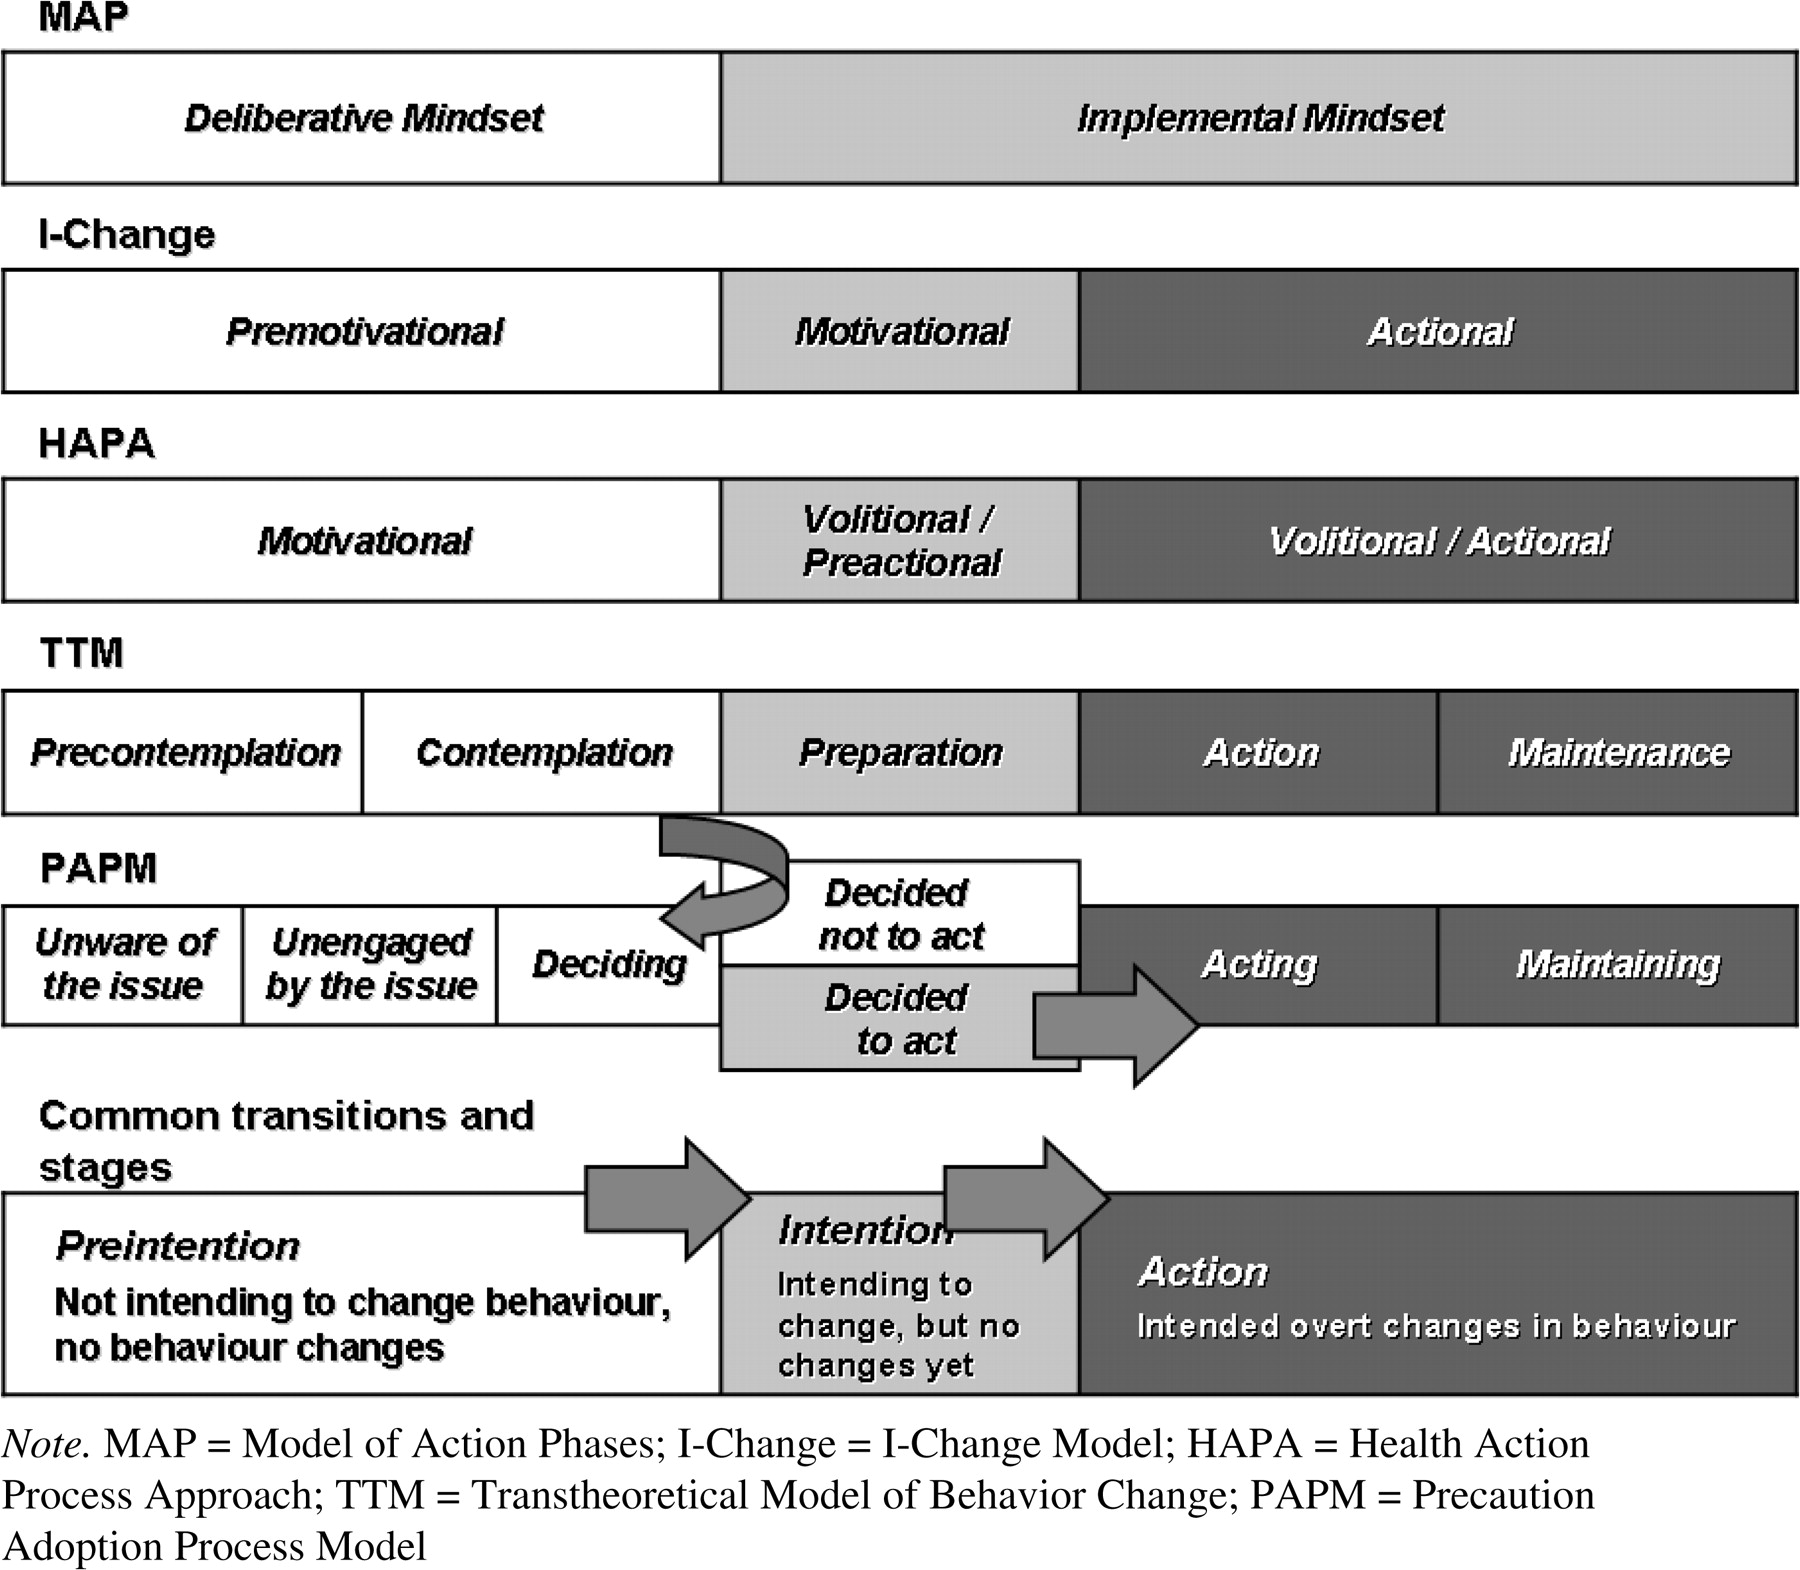 MAP
Deliberative Mindset
Implemental Mindset
I-Change
Premotivational
Motivational
Actional
HAPA
Motivational
Volitional /
Preactional
Volitional / Actional
TTM
Precontemplation
Contemplation
Preparation
Action
Maintenance
PAPM
Unware of
the issue
Unengaged
by the issue
Deciding
Decided
not to act
Decided
to act
Acting
Maintaining
Common transitions and
stages
Preintention
Not intending to change behaviour,
no behaviour changes
Intention
Intending to
change, but no
changes yet
Action
Intended overt changes in behaviour
Note. MAP = Model of Action Phases; I-Change = I-Change Model; HAPA = Health Action
Process Approach; TTM = Transtheoretical Model of Behavior Change; PAPM = Precaution
Adoption Process Model